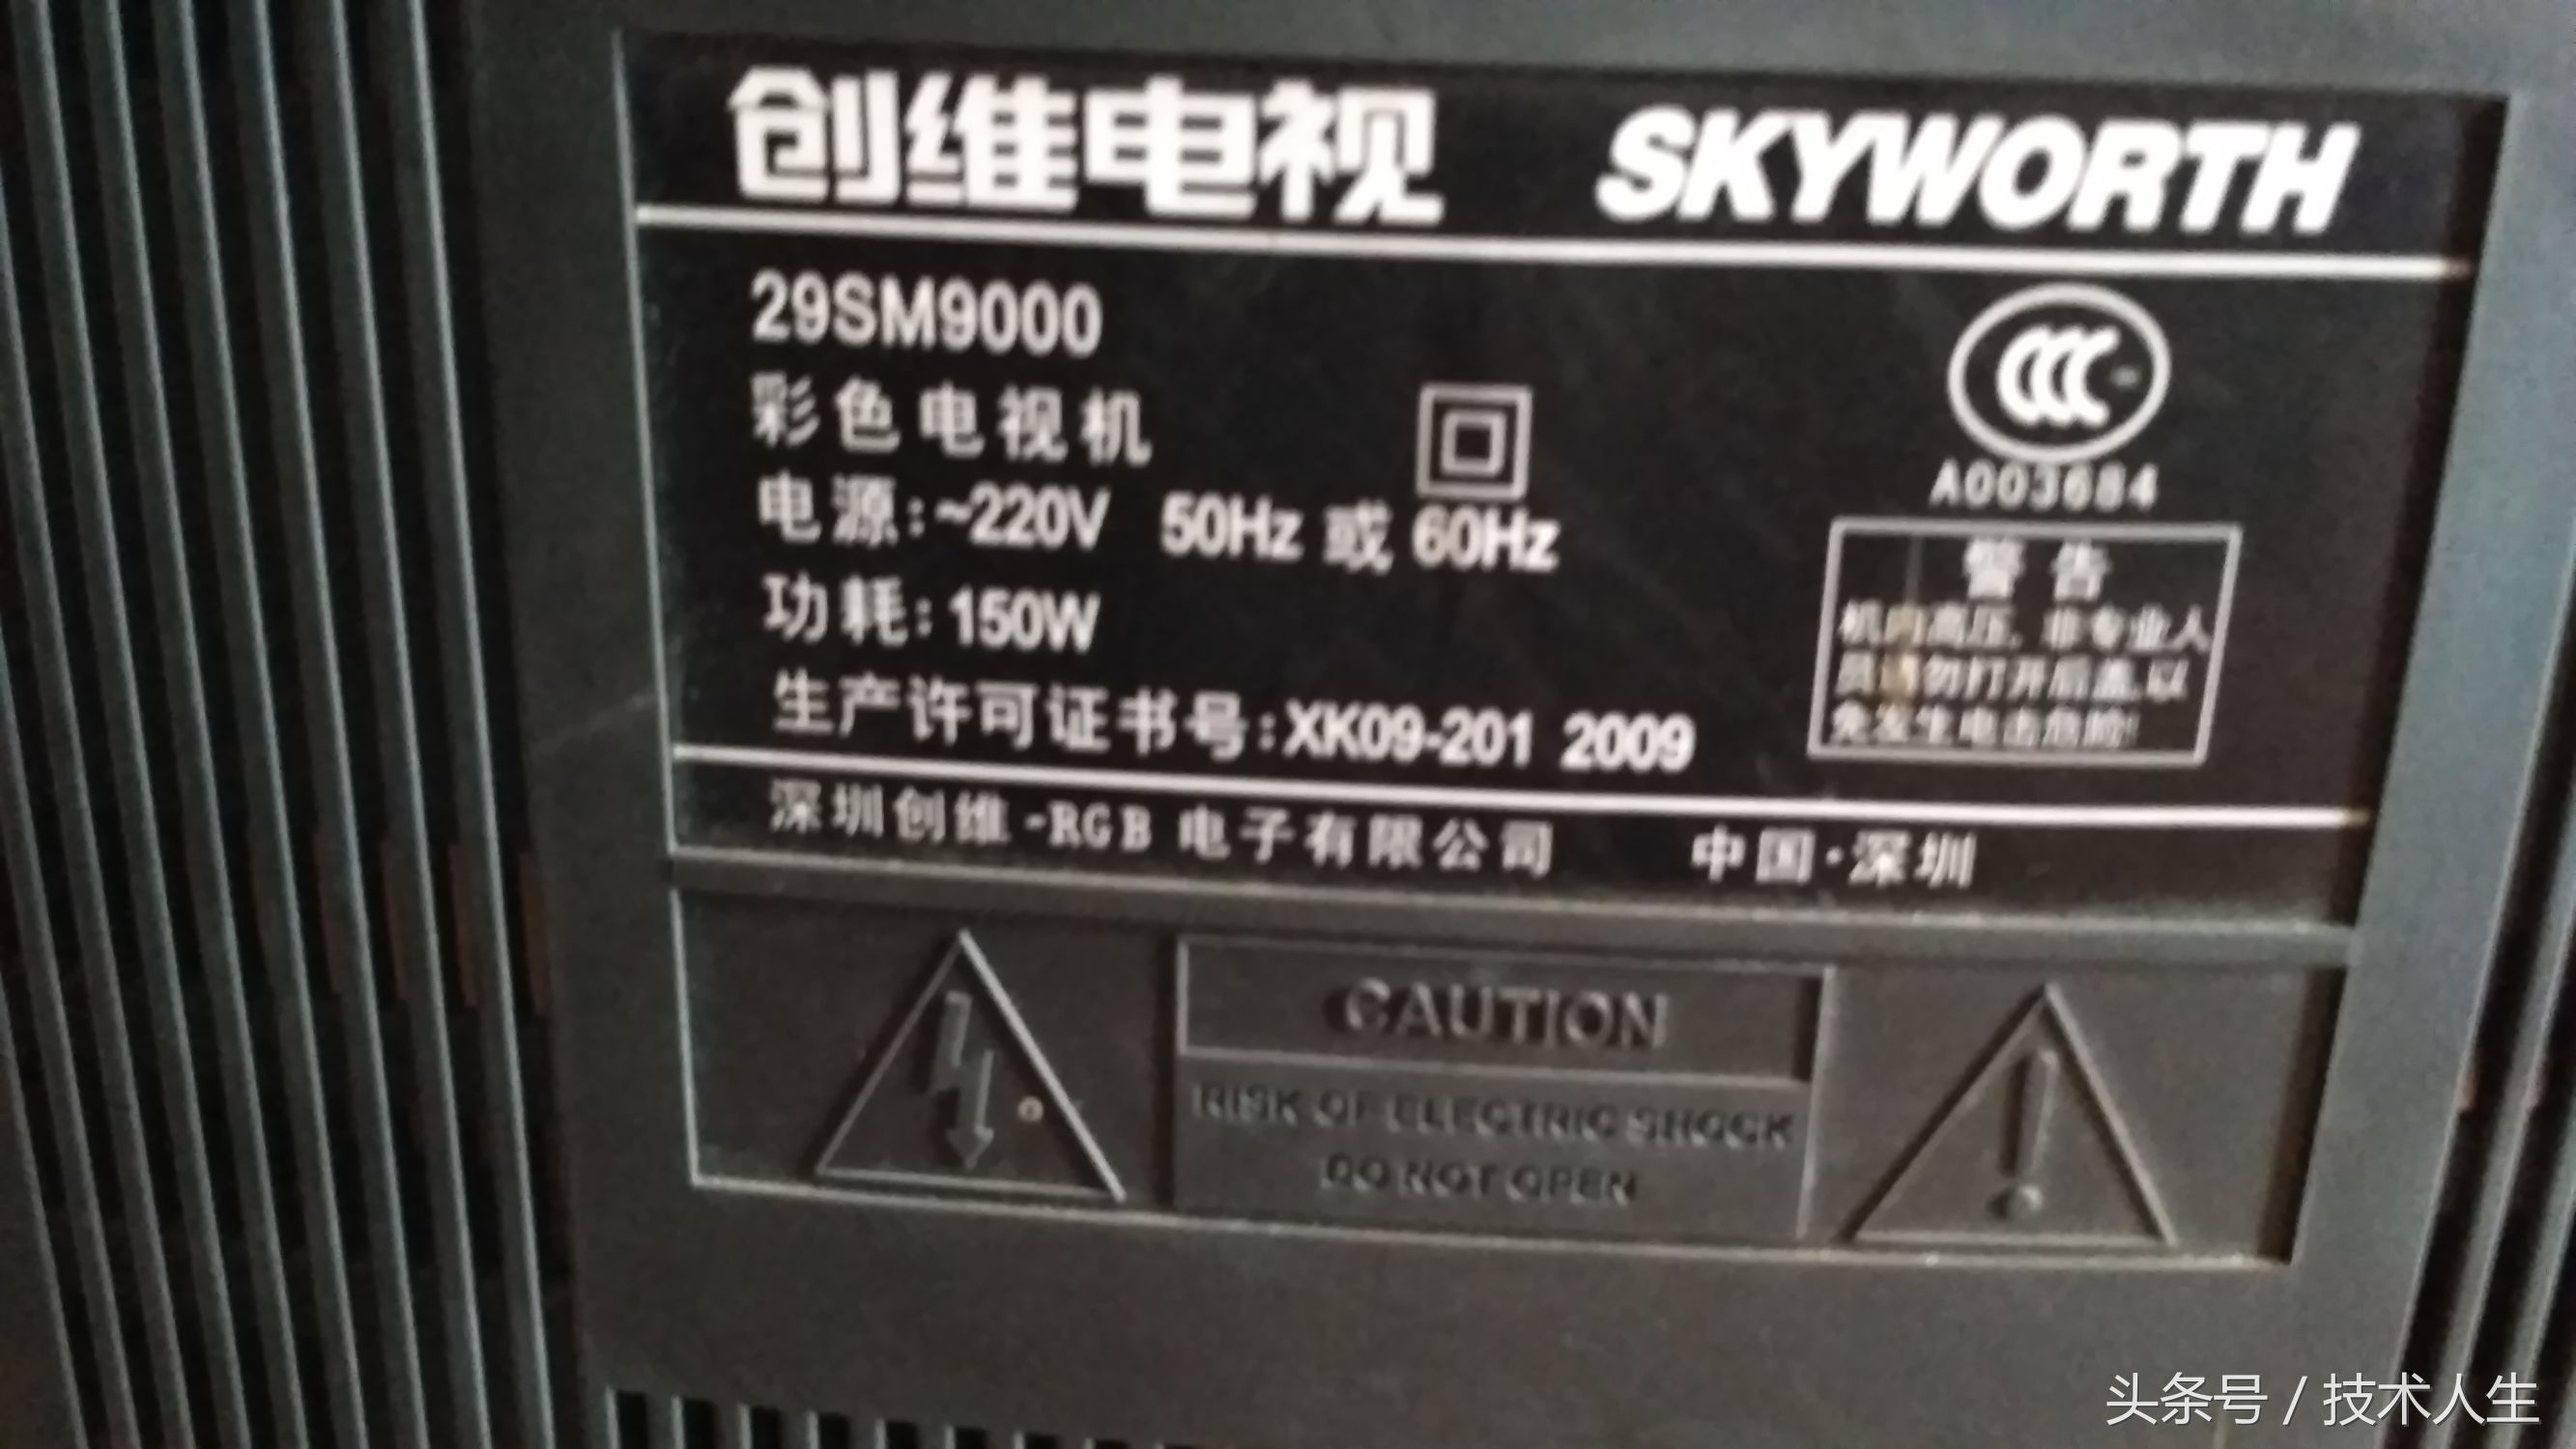 创维电视 SKYWORTH
29SM9000
彩色电视机
电源:~220V 50Hz 或 60Hz
功耗:150W
生产许可证书号:XK09-201 2009
CCC
A003684
警告
机内高压,非专业人
员请勿打开后盖,以
免发生电击危险!
深圳创维-RGB 电子有限公司 中国·深圳
CAUTION
RISK OF ELECTRIC SHOCK
DO NOT OPEN
头条号 / 技术人生